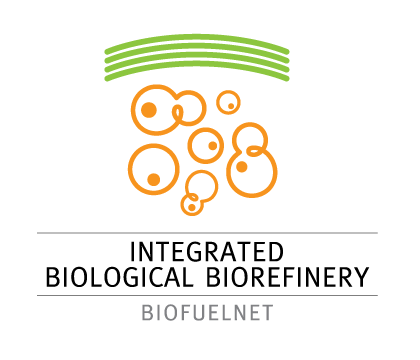 INTEGRATED
BIOLOGICAL BIOREFINERY
BIOFUELNET